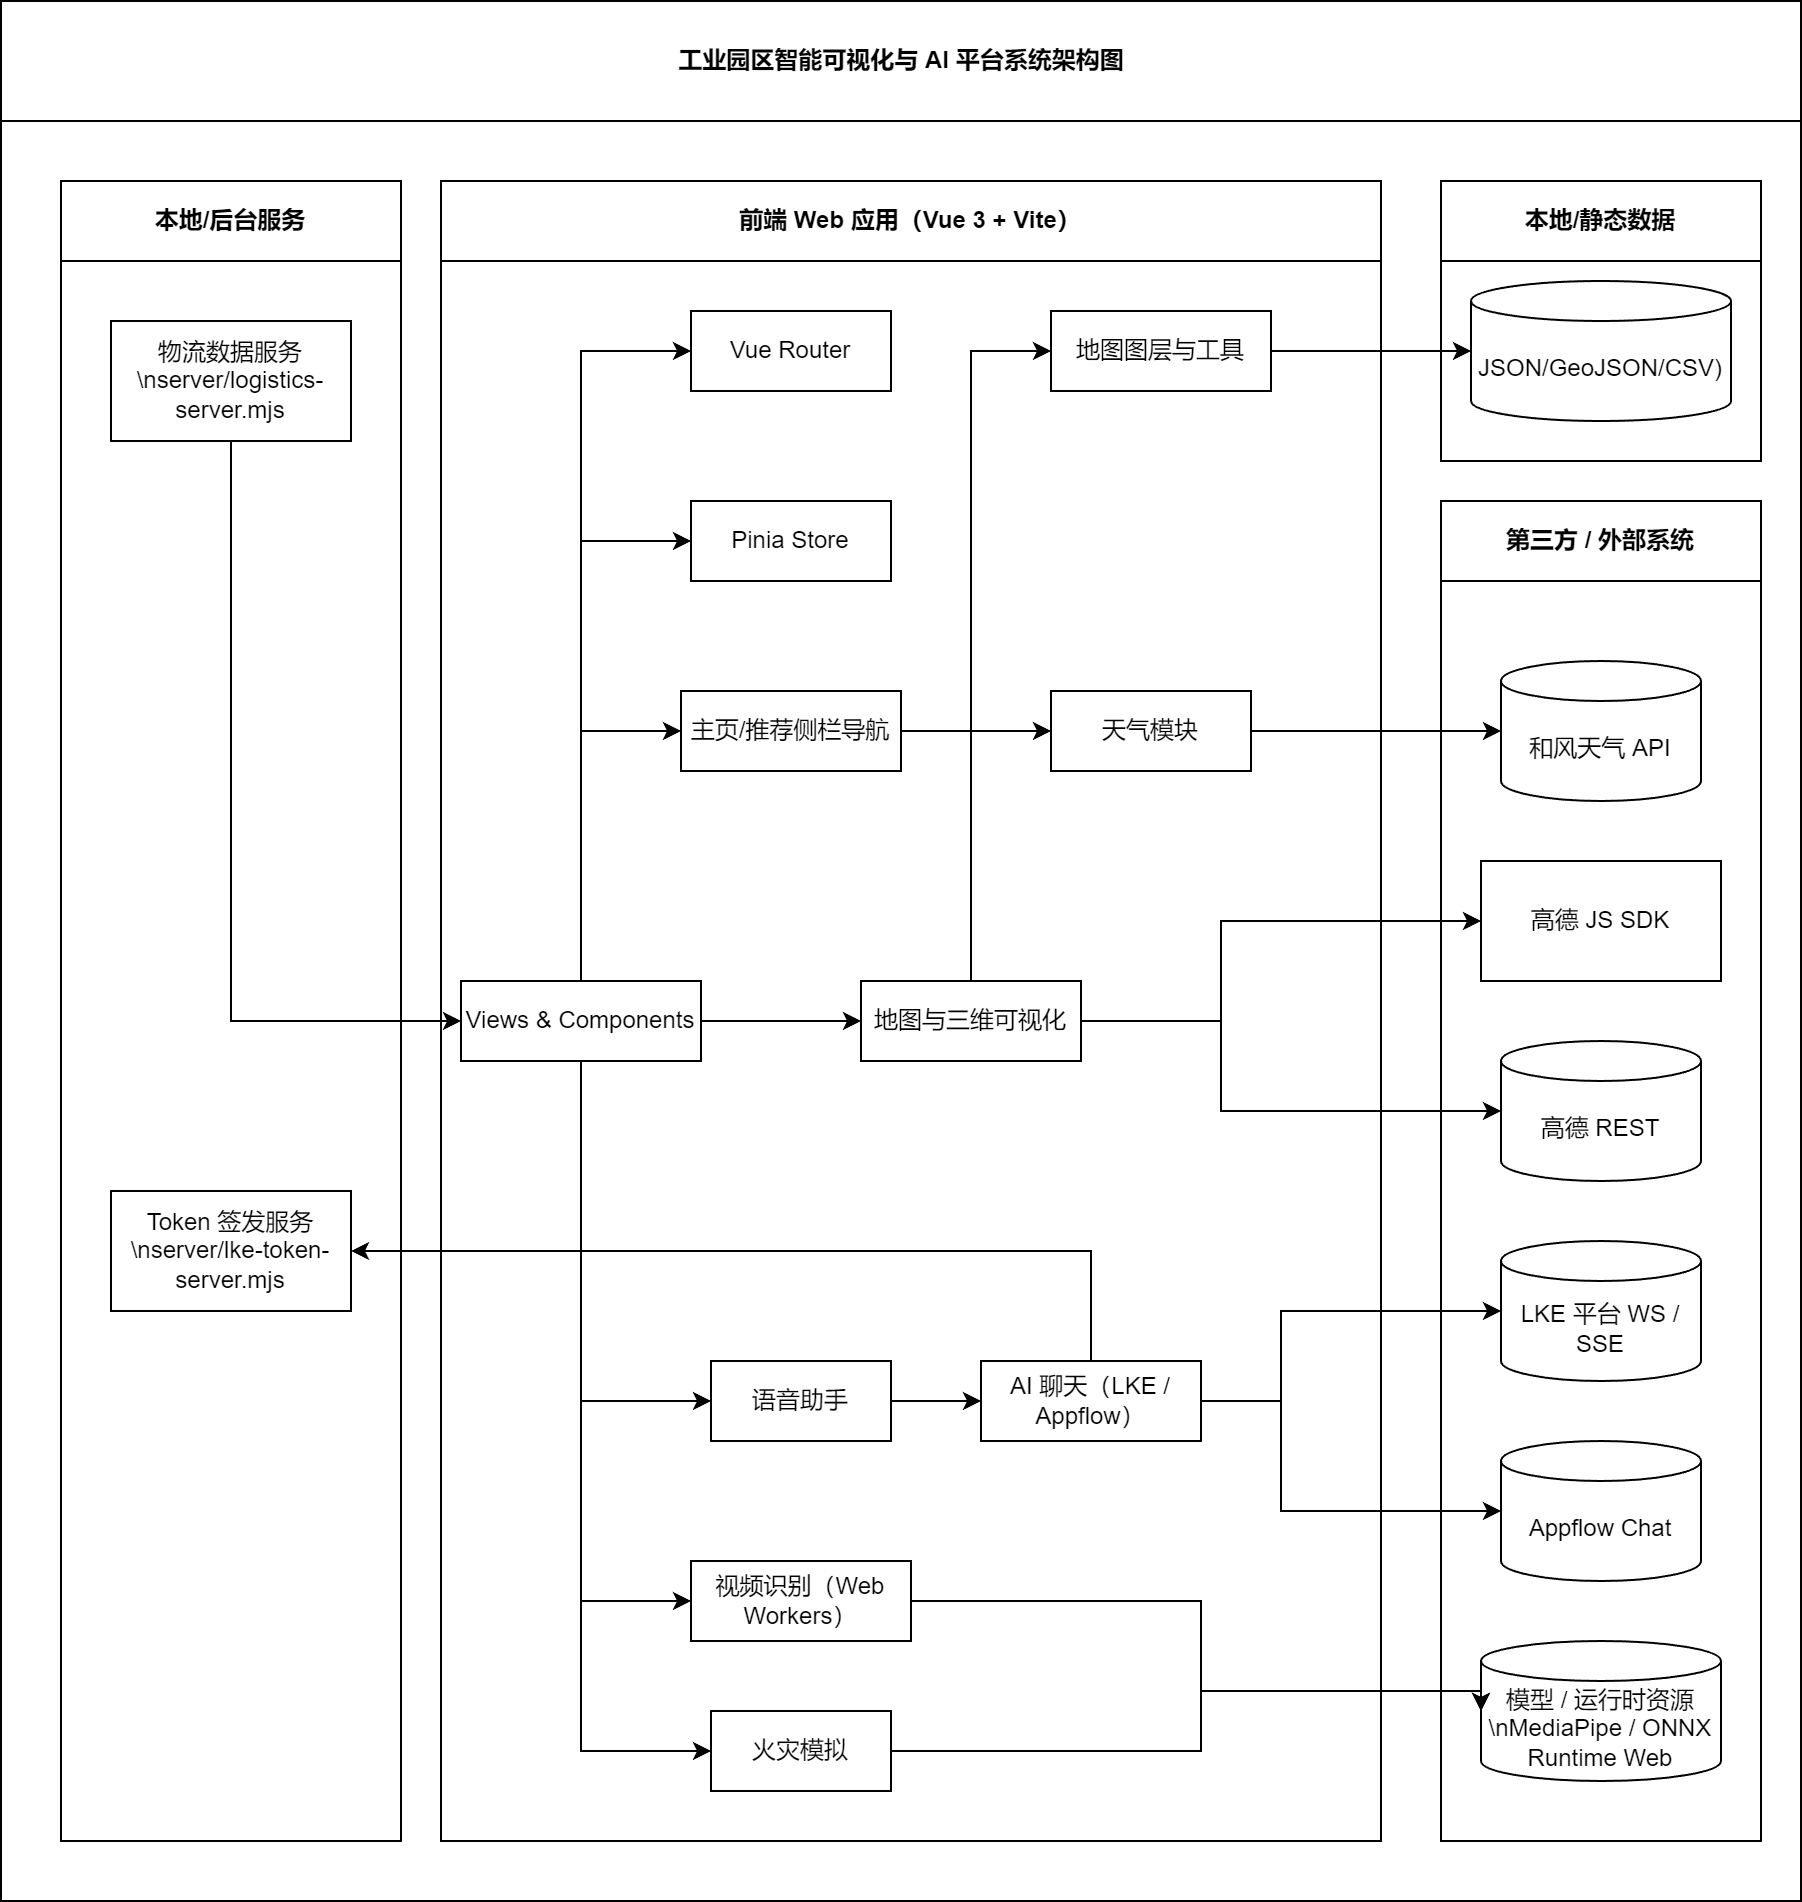 工业园区智能可视化与 AI 平台系统架构图
本地/后台服务
物流数据服务
\nserver/logistics-
server.mjs
Token 签发服务
\nserver/lke-token-
server.mjs
前端 Web 应用（Vue 3 + Vite）
Vue Router
地图图层与工具
Pinia Store
主页/推荐侧栏导航
天气模块
Views & Components
地图与三维可视化
语音助手
AI 聊天（LKE /
Appflow）
视频识别（Web
Workers）
火灾模拟
本地/静态数据
JSON/GeoJSON/CSV)
第三方 / 外部系统
和风天气 API
高德 JS SDK
高德 REST
LKE 平台 WS /
SSE
Appflow Chat
模型 / 运行时资源
\nMediaPipe / ONNX
Runtime Web